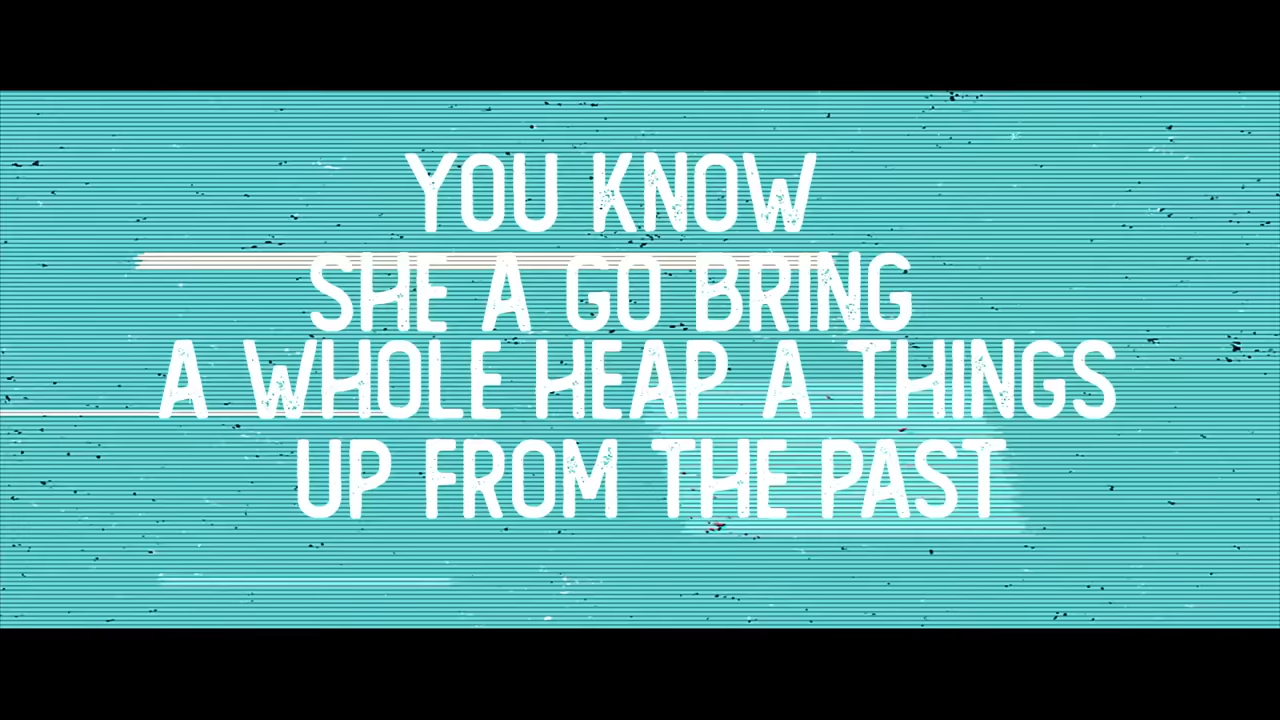 YOU KNOW
SHE A GO BRING
A WHOLE HEAP A THINGS
UP FROM THE PAST